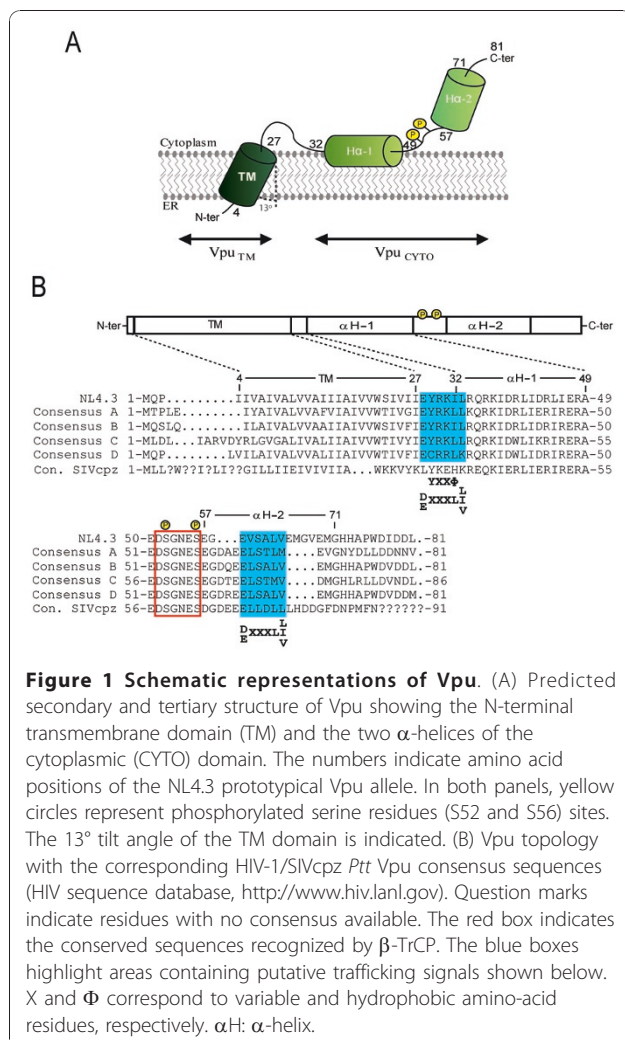 A
81
C-ter
71
Hα-2
P
P
57
27
32
Hα-1
49
Cytoplasm
TM
ER
N-ter
4
13°
Vpu TM
Vpu CYTO
B
P P
N-ter
TM
αH-1
αH-2
C-ter
4 TM 27 32 αH-1 49
NL4.3 1-MQP.........IIVAIVALVVAIIIAIVVWSIVIIEYRKILRQRKIDRLIDRLIERA-49
Consensus A 1-MTPLE.......IYAIVALVVAFVIAIVVWTIVGIEYRKLLKQRKIDRLIERIRERA-50
Consensus B 1-MQSLQ.......ILAIVALVVAAIIAIVVWTIVFIEYRKILRQRKIDRLIDRIRERA-50
Consensus C 1-MLDL...IARVDYRLGVGALIVALIIAIVVWTIVYIEYRKLLRQRKIDWLIKRIRERA-55
Consensus D 1-MQP......LVILAIVALVVALIIAIVVWTIVFIECRRLKRQRKIDWLIDRIRERA-50
Con. SIVcpz 1-MLL?W??I?LI??GILLIIEVIVIIA..WKKVYKLYKEHKREQKIERLIERIRERA-55
YXXΦ
D L
E XXXL I
V
P P 57 αH-2 71
NL4.3 50-EDSGNESEG...EVSALVEMGVEMGHHAPWDIDDL.-81
Consensus A 51-EDSGNESEGDAEELSTLM....EVGNYDLLDDNNV.-81
Consensus B 51-EDSGNESEGDQEELSALV....EMGHHAPWDVDDL.-81
Consensus C 56-EDSGNESEGDTEELSTMV....DMGHLRLLDVNDL.-86
Consensus D 51-EDSGNESEGDREELSALV....EMGHHAPWDVDDM.-81
Con. SIVcpz 56-EDSGNESDGDEEELLDLLLHDDGFDNPMFN??????-91
D L
E XXXL I
V
Figure 1 Schematic representations of Vpu. (A) Predicted
secondary and tertiary structure of Vpu showing the N-terminal
transmembrane domain (TM) and the two α-helices of the
cytoplasmic (CYTO) domain. The numbers indicate amino acid
positions of the NL4.3 prototypical Vpu allele. In both panels, yellow
circles represent phosphorylated serine residues (S52 and S56) sites.
The 13° tilt angle of the TM domain is indicated. (B) Vpu topology
with the corresponding HIV-1/SIVcpz Ptt Vpu consensus sequences
(HIV sequence database, http://www.hiv.lanl.gov). Question marks
indicate residues with no consensus available. The red box indicates
the conserved sequences recognized by β-TrCP. The blue boxes
highlight areas containing putative trafficking signals shown below.
X and Φ correspond to variable and hydrophobic amino-acid
residues, respectively. αH: α-helix.